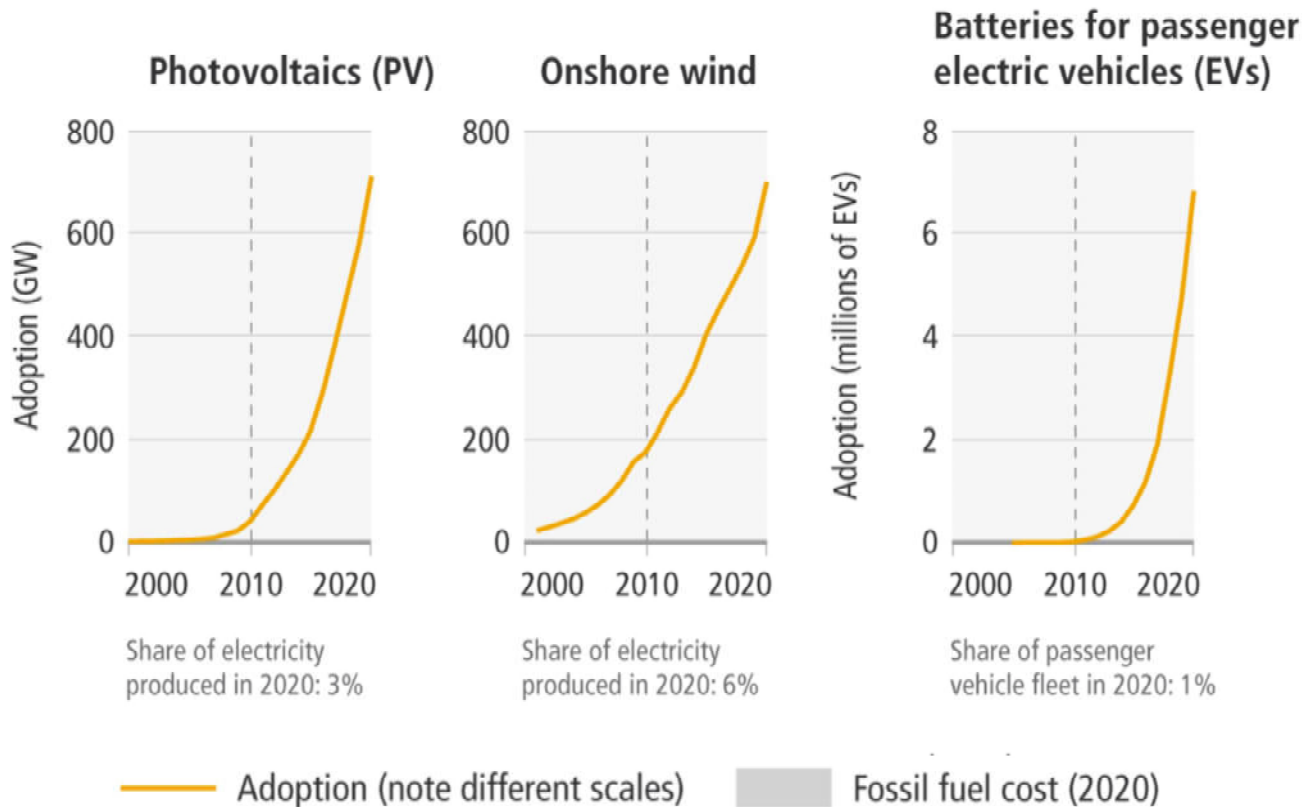 Photovoltaics (PV)
Onshore wind
Batteries for passenger
electric vehicles (EVs)
Adoption (GW)
800
600
400
200
0
2000 2010 2020
Share of electricity
produced in 2020: 3%
800
600
400
200
0
2000 2010 2020
Share of electricity
produced in 2020: 6%
Adoption (millions of EVs)
8
6
4
2
0
2000 2010 2020
Share of passenger
vehicle fleet in 2020: 1%
Adoption (note different scales)
Fossil fuel cost (2020)